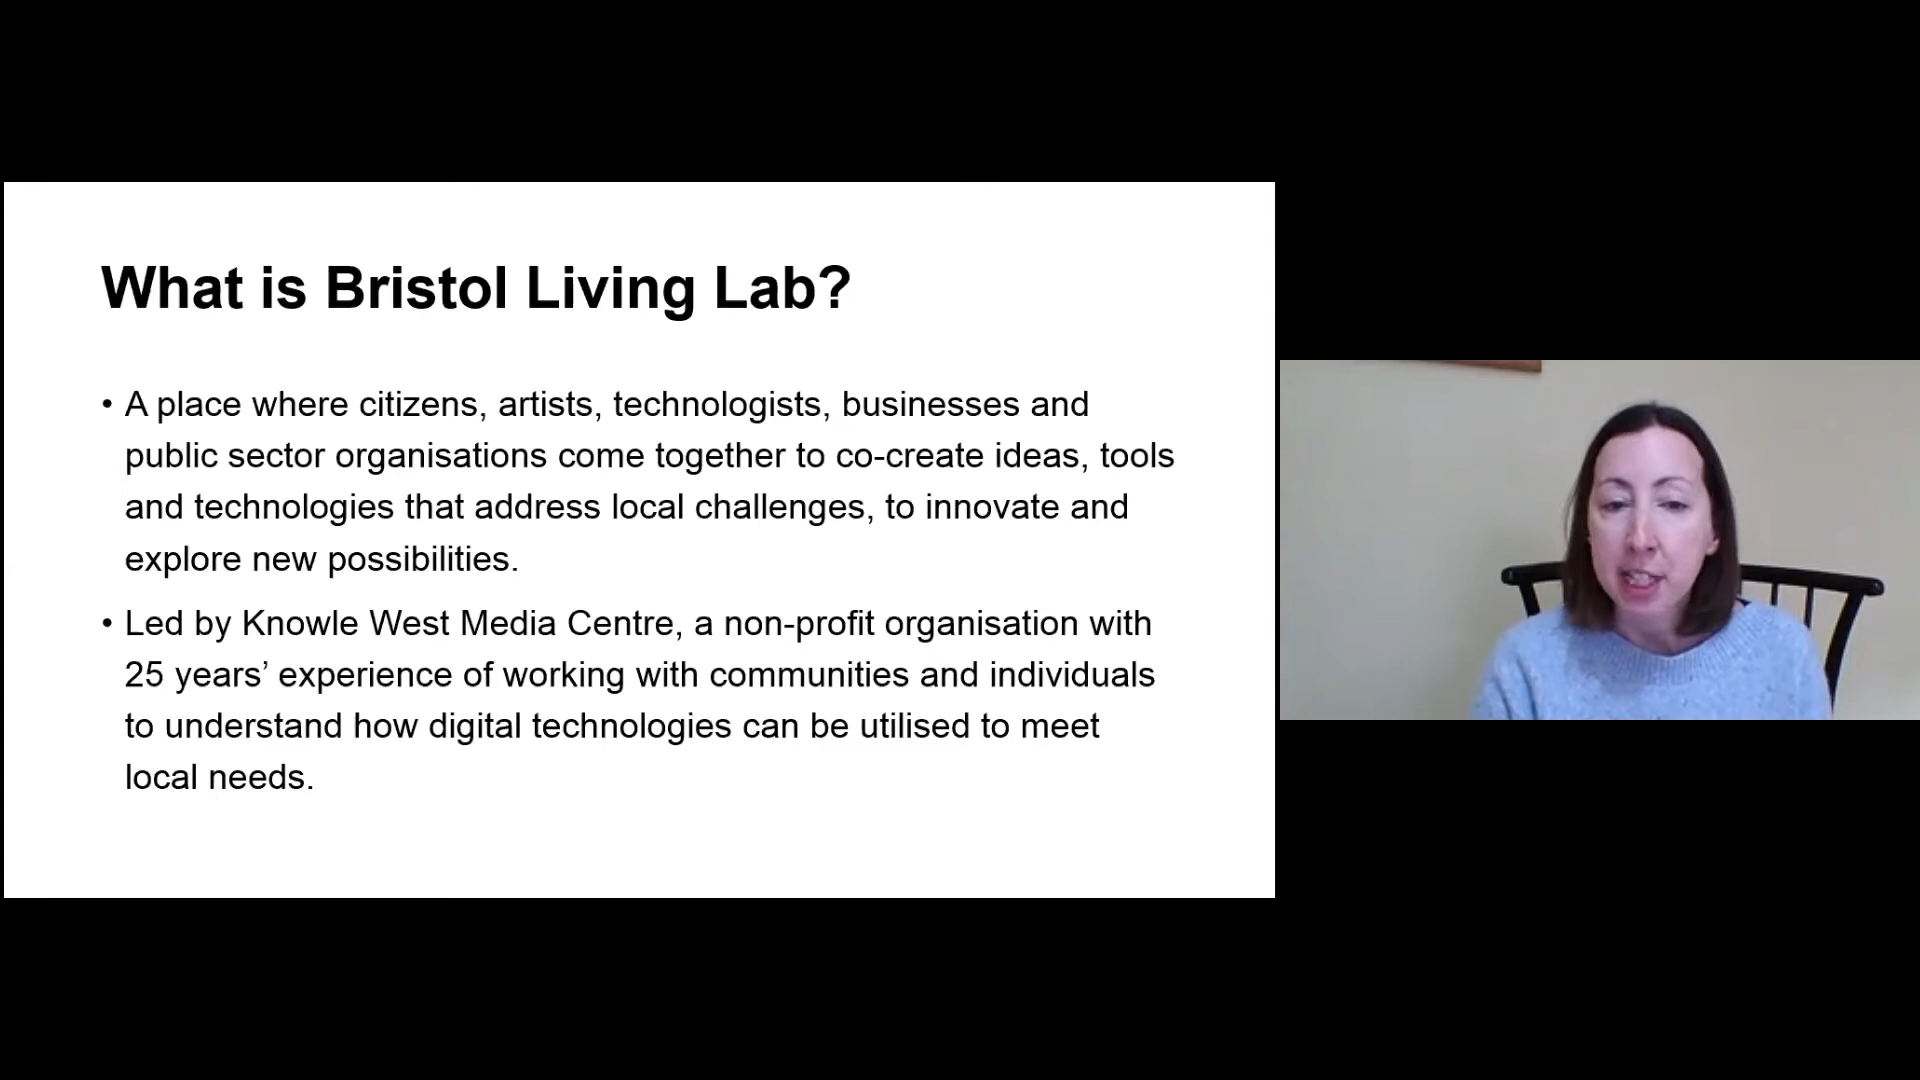 What is Bristol Living Lab?
• A place where citizens, artists, technologists, businesses and
public sector organisations come together to co-create ideas, tools
and technologies that address local challenges, to innovate and
explore new possibilities.
• Led by Knowle West Media Centre, a non-profit organisation with
25 years’ experience of working with communities and individuals
to understand how digital technologies can be utilised to meet
local needs.